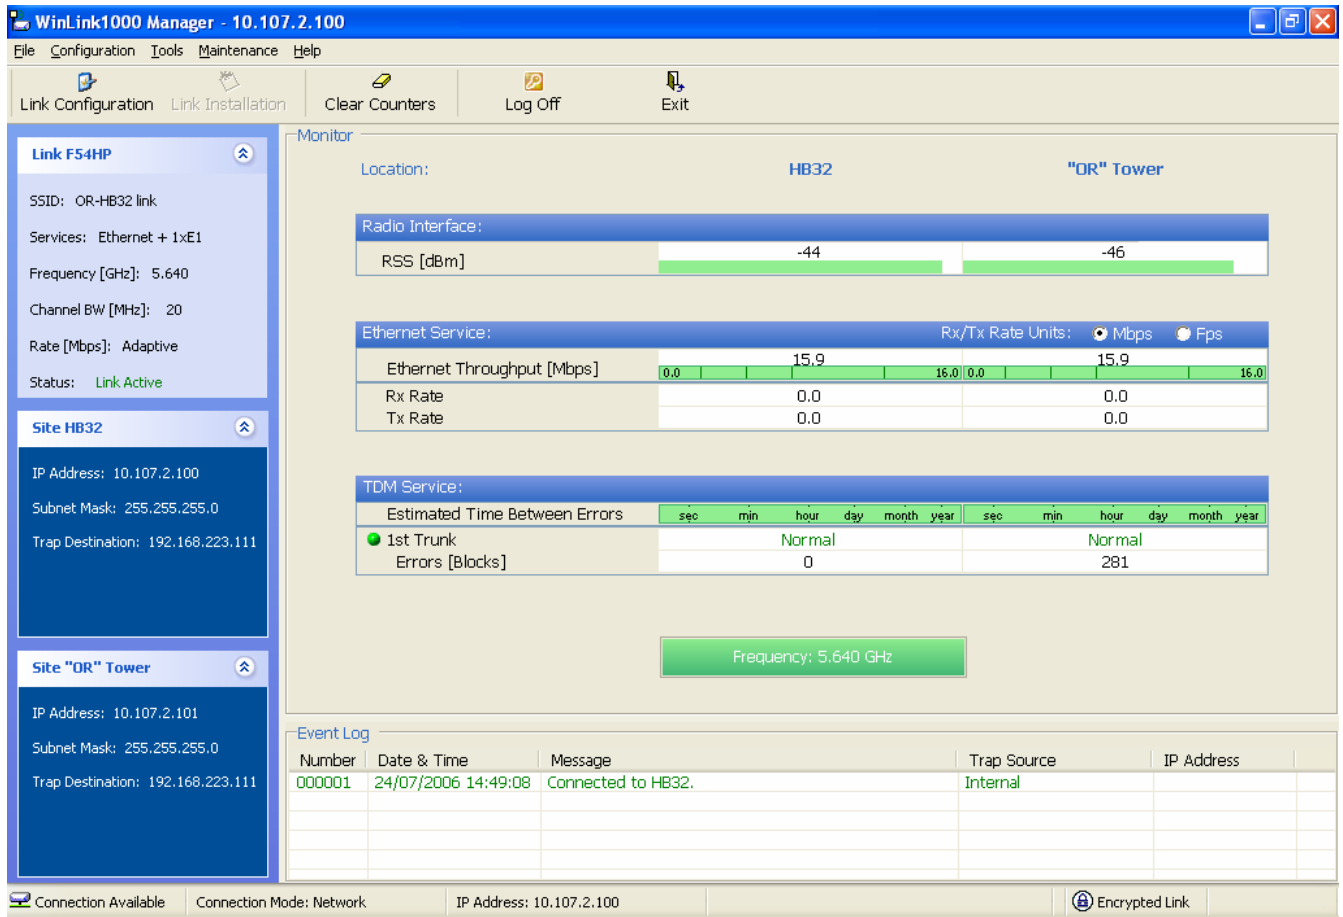 WinLink1000 Manager - 10.107.2.100
File Configuration Tools Maintenance Help
Link Configuration Link Installation Clear Counters Log Off Exit
Link F54HP
SSID: OR-HB32 link
Services: Ethernet + 1xE1
Frequency [GHz]: 5.640
Channel BW [MHz]: 20
Rate [Mbps]: Adaptive
Status: Link Active
Site HB32
IP Address: 10.107.2.100
Subnet Mask: 255.255.255.0
Trap Destination: 192.168.223.111
Site "OR" Tower
IP Address: 10.107.2.101
Subnet Mask: 255.255.255.0
Trap Destination: 192.168.223.111
Monitor
Location: HB32 "OR" Tower
Radio Interface:
RSS [dBm] -44 -46
Ethernet Service: Rx/Tx Rate Units: Mbps Fps
Ethernet Throughput [Mbps] 15.9 15.9
0.0 16.0 0.0 16.0
Rx Rate 0.0 0.0
Tx Rate 0.0 0.0
TDM Service:
Estimated Time Between Errors sec min hour day month year sec min hour day month year
1st Trunk Normal Normal
Errors [Blocks] 0 281
Frequency: 5.640 GHz
Event Log
Number Date & Time Message Trap Source IP Address
000001 24/07/2006 14:49:08 Connected to HB32. Internal
Connection Available Connection Mode: Network IP Address: 10.107.2.100 Encrypted Link